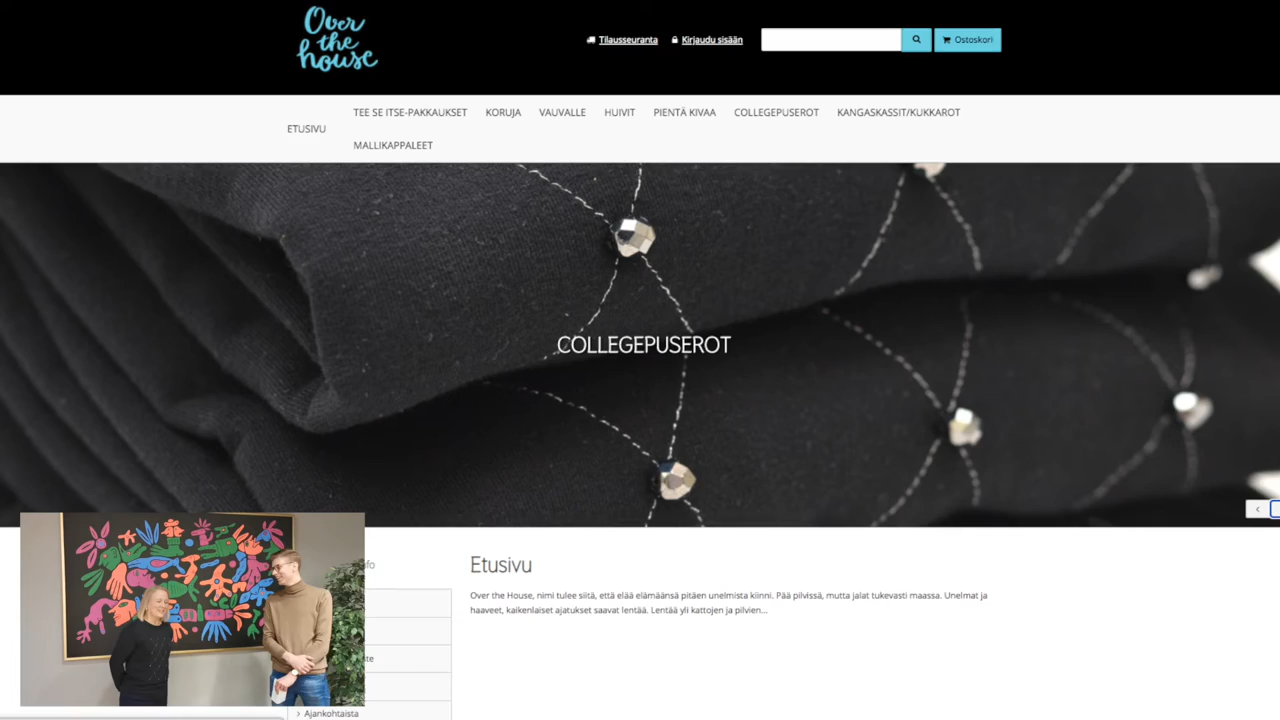 Over
the
house
Tilausseuranta
Kirjaudu sisään
Ostoskori
ETUSIVU
TEE SE ITSE-PAKKAUKSET KORUJA VAUVALLE HUIVIT PIENTÄ KIVAA COLLEGEPUSEROT KANGASKASSIT/KUKKAROT
MALLIKAPPALEET
COLLEGEPUSEROT
Etusivu
Over the House, nimi tulee siitä, että elää elämäänsä pitäen unelmista kiinni. Pää pilvissä, mutta jalat tukevasti maassa. Unelmat ja
haaveet, kaikenlaiset ajatukset saavat lentää. Lentää yli kattojen ja pilvien...
Ajankohtaista